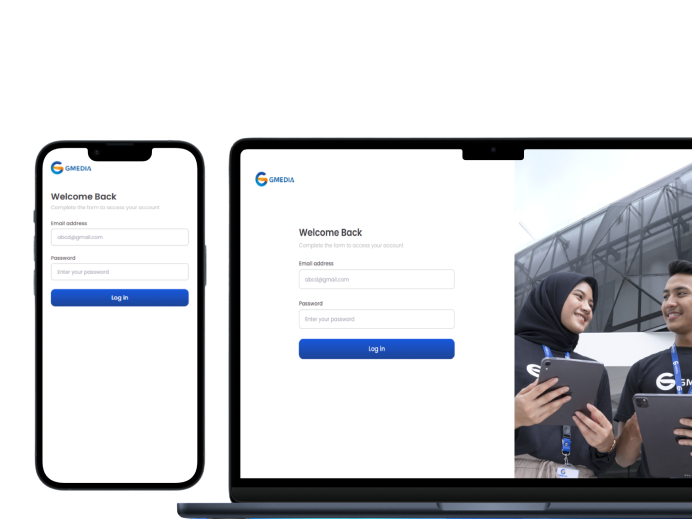 GMEDIA
Welcome Back
Complete the form to access your account
Email address
abcd@gmail.com
Password
Enter your password
Log in
GMEDIA
Welcome Back
Complete the form to access your account
Email address
abcd@gmail.com
Password
Enter your password
Log in
GM